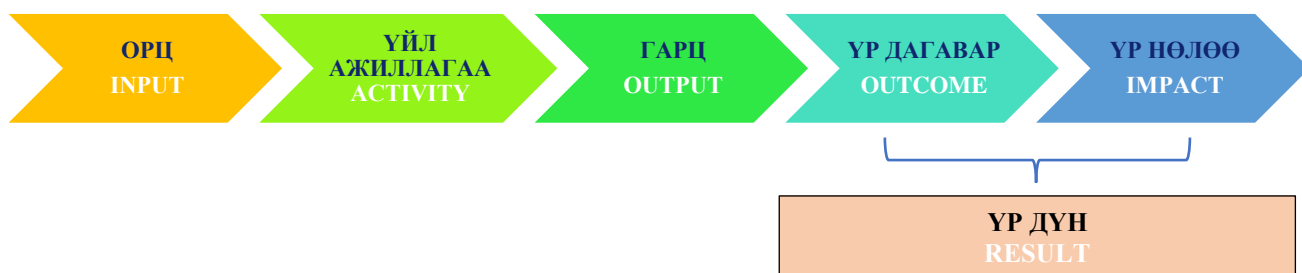 ОРЦ
INPUT
ҮЙЛ
АЖИЛЛАГАА
ACTIVITY
ГАРЦ
OUTPUT
ҮР ДАГАВАР
OUTCOME
ҮР НӨЛӨӨ
IMPACT
ҮР ДҮН
RESULT